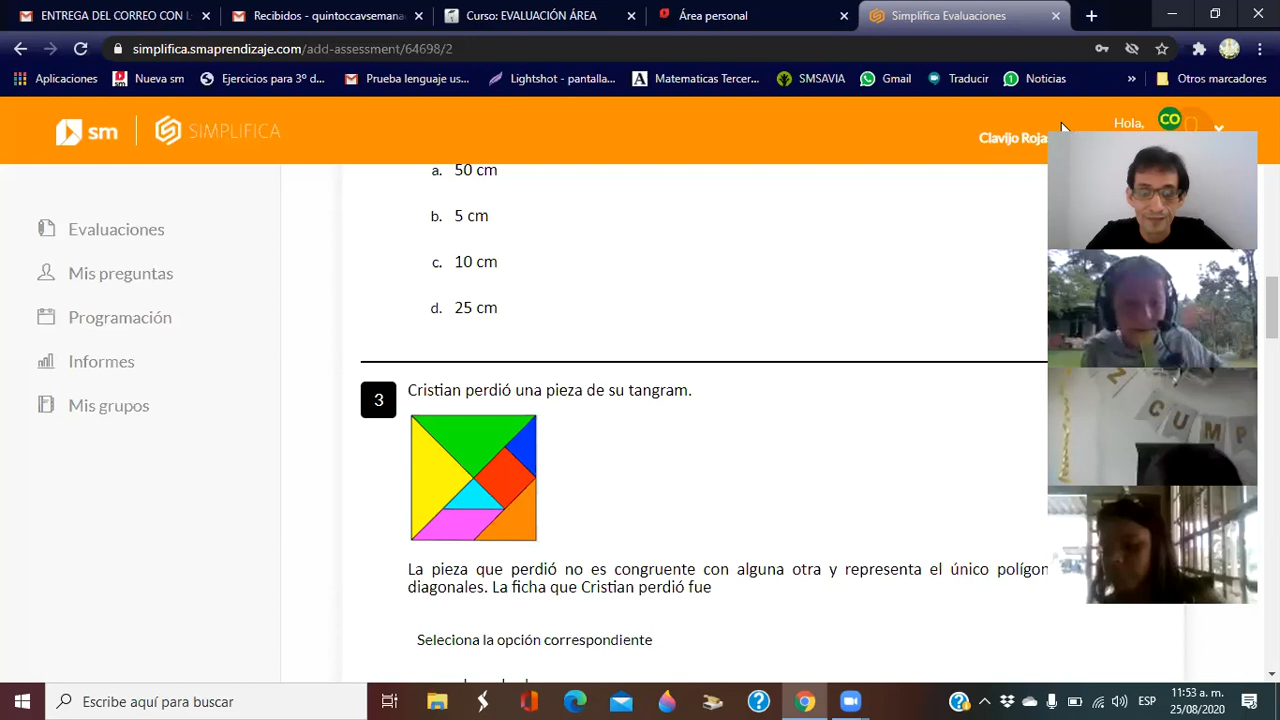 ENTREGA DEL CORREO CON L
Recibidos - quintoccavsemana
Curso: EVALUACIÓN ÁREA
Área personal
Simplifica Evaluaciones
simplifica.smaprendizaje.com/add-assessment/64698/2
Aplicaciones
Nueva sm
Ejercicios para 3º d...
Prueba lenguaje us...
Lightshot - pantalla...
Matematicas Tercer...
SMSAVIA
Gmail
Traducir
Noticias
»
Otros marcadores
sm
SIMPLIFICA
Hola,
CO
Clavijo Rojas
Evaluaciones
Mis preguntas
Programación
Informes
Mis grupos
a. 50 cm
b. 5 cm
c. 10 cm
d. 25 cm
3
Cristian perdió una pieza de su tangram.
La pieza que perdió no es congruente con alguna otra y representa el único polígon
diagonales. La ficha que Cristian perdió fue
Seleciona la opción correspondiente
Z
CUMP
Escribe aquí para buscar
ESP
11:53 a. m.
25/08/2020